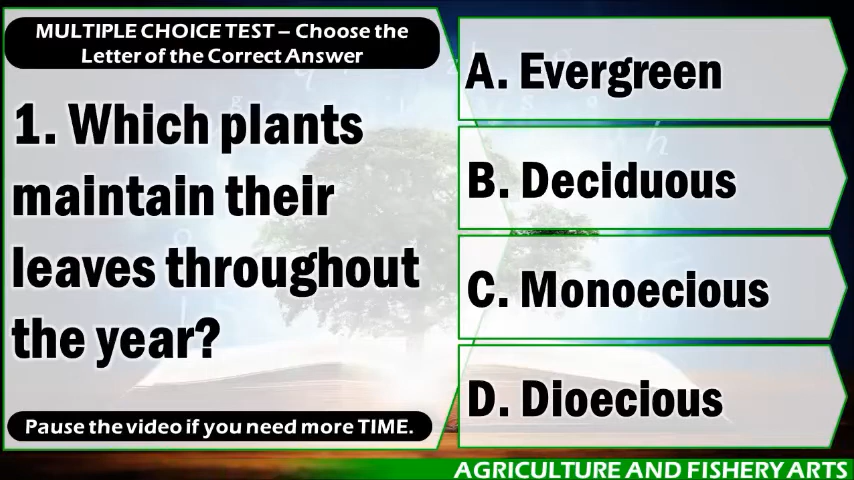 MULTIPLE CHOICE TEST – Choose the
Letter of the Correct Answer
1. Which plants
maintain their
leaves throughout
the year?
Pause the video if you need more TIME.
A. Evergreen
B. Deciduous
C. Monoecious
D. Dioecious
AGRICULTURE AND FISHERY ARTS